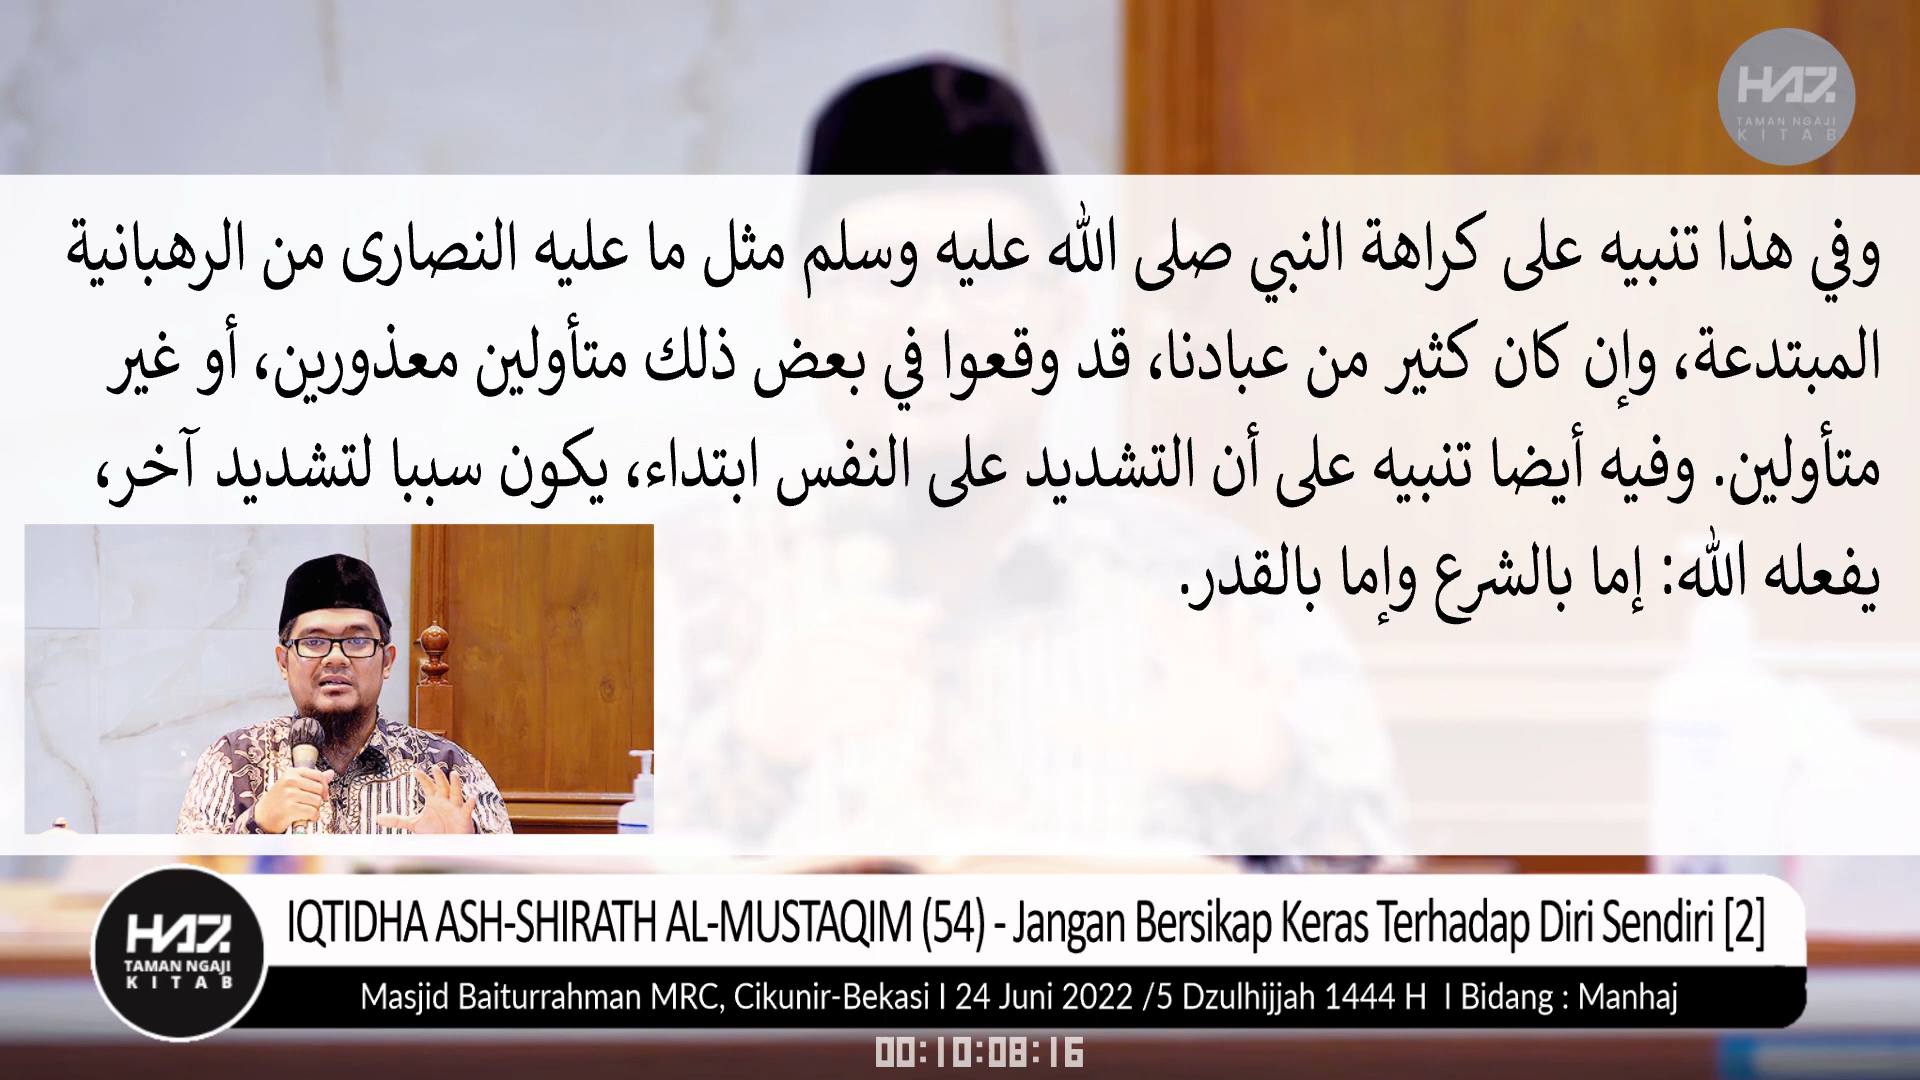 HAZ
TAMAN NGAJI
KITAB
وفي هذا تنبيه على كراهة النبي صلى الله عليه وسلم مثل ما عليه النصارى من الرهبانية
المبتدعة، وإن كان كثير من عبادنا، قد وقعوا في بعض ذلك متأولين معذورين، أو غير
متأولين. وفيه أيضا تنبيه على أن التشديد على النفس ابتداء، يكون سببا لتشديد آخر،
يفعله الله: إما بالشرع وإما بالقدر.
HAZ
TAMAN NGAJI
KITAB
IQTIDHA ASH-SHIRATH AL-MUSTAQIM (54) - Jangan Bersikap Keras Terhadap Diri Sendiri [2]
Masjid Baiturrahman MRC, Cikunir-Bekasi I 24 Juni 2022 /5 Dzulhijjah 1444 H I Bidang : Manhaj
00:10:08:16